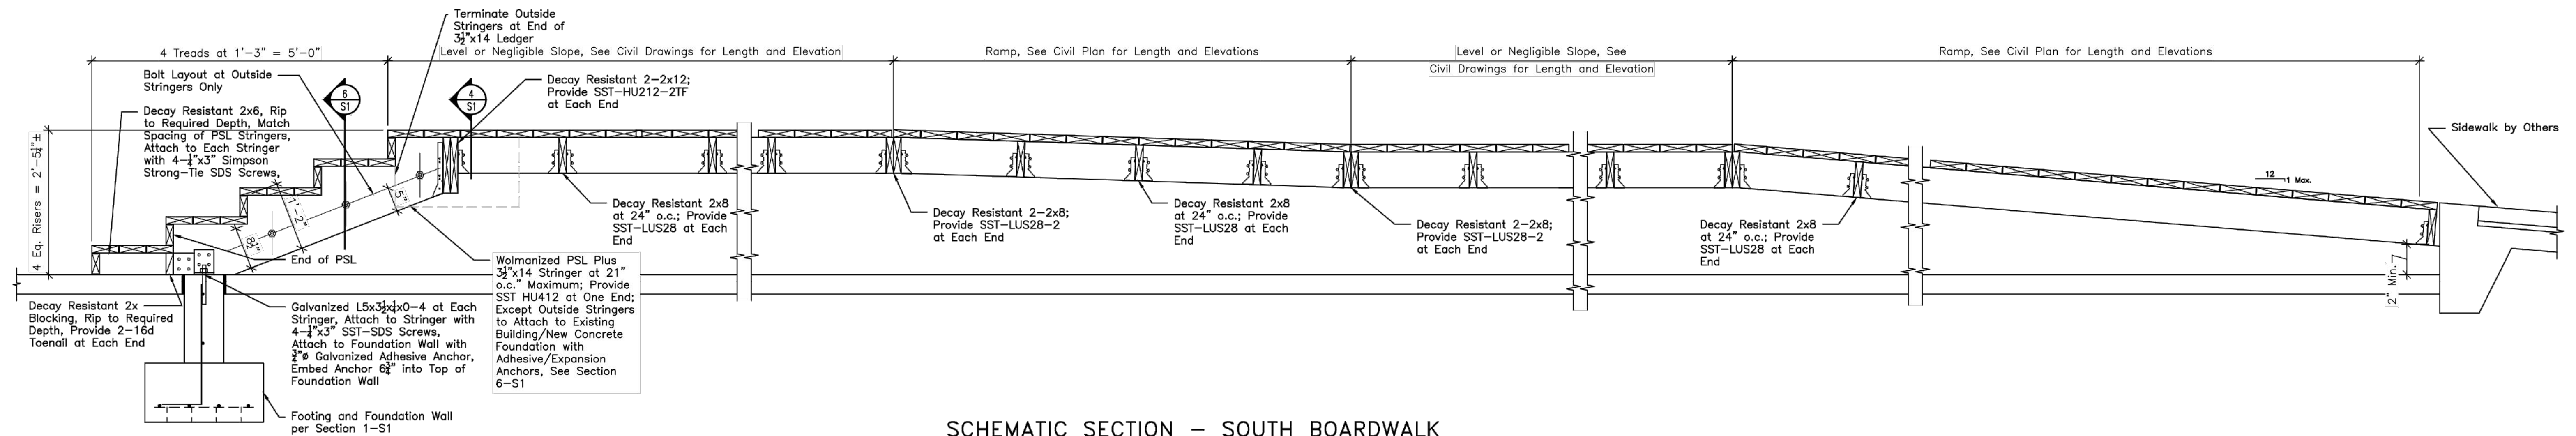 Terminate Outside
Stringers at End of
3½"x14 Ledger
4 Treads at 1'-3" = 5'-0"
Level or Negligible Slope, See Civil Drawings for Length and Elevation
Ramp, See Civil Plan for Length and Elevations
Level or Negligible Slope, See
Civil Drawings for Length and Elevation
Ramp, See Civil Plan for Length and Elevations
Bolt Layout at Outside
Stringers Only
6
S1
4
S1
Decay Resistant 2-2x12;
Provide SST-HU212-2TF
at Each End
Decay Resistant 2x6, Rip
to Required Depth, Match
Spacing of PSL Stringers,
Attach to Each Stringer
with 4-¼"x3" Simpson
Strong-Tie SDS Screws,
Sidewalk by Others
4 Eq. Risers = 2'-5¼"±
1'-2"
5"
8½"
12
1 Max.
End of PSL
Decay Resistant 2x8
at 24" o.c.; Provide
SST-LUS28 at Each
End
Decay Resistant 2-2x8;
Provide SST-LUS28-2
at Each End
Decay Resistant 2x8
at 24" o.c.; Provide
SST-LUS28 at Each
End
Decay Resistant 2-2x8;
Provide SST-LUS28-2
at Each End
Decay Resistant 2x8
at 24" o.c.; Provide
SST-LUS28 at Each
End
2" Min.
Decay Resistant 2x
Blocking, Rip to Required
Depth, Provide 2-16d
Toenail at Each End
Galvanized L5x3½x¼x0-4 at Each
Stringer, Attach to Stringer with
4-¼"x3" SST-SDS Screws,
Attach to Foundation Wall with
¾"ø Galvanized Adhesive Anchor,
Embed Anchor 6¾" into Top of
Foundation Wall
Wolmanized PSL Plus
3½"x14 Stringer at 21"
o.c." Maximum; Provide
SST HU412 at One End;
Except Outside Stringers
to Attach to Existing
Building/New Concrete
Foundation with
Adhesive/Expansion
Anchors, See Section
6-S1
Footing and Foundation Wall
per Section 1-S1
SCHEMATIC SECTION - SOUTH BOARDWALK